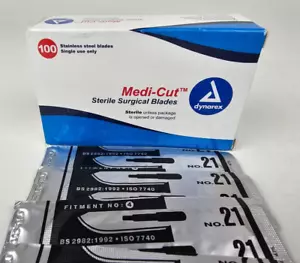 100
Stainless steel blades
Single use only
Medi-Cut™
Sterile Surgical Blades
Sterile unless package
is opened or damaged
dynarex
NO. 21
BS 2982:1992 • ISO 7740
FITMENT NO: 4
NO. 21
BS 2982:1992 • ISO 7740
NO. 21